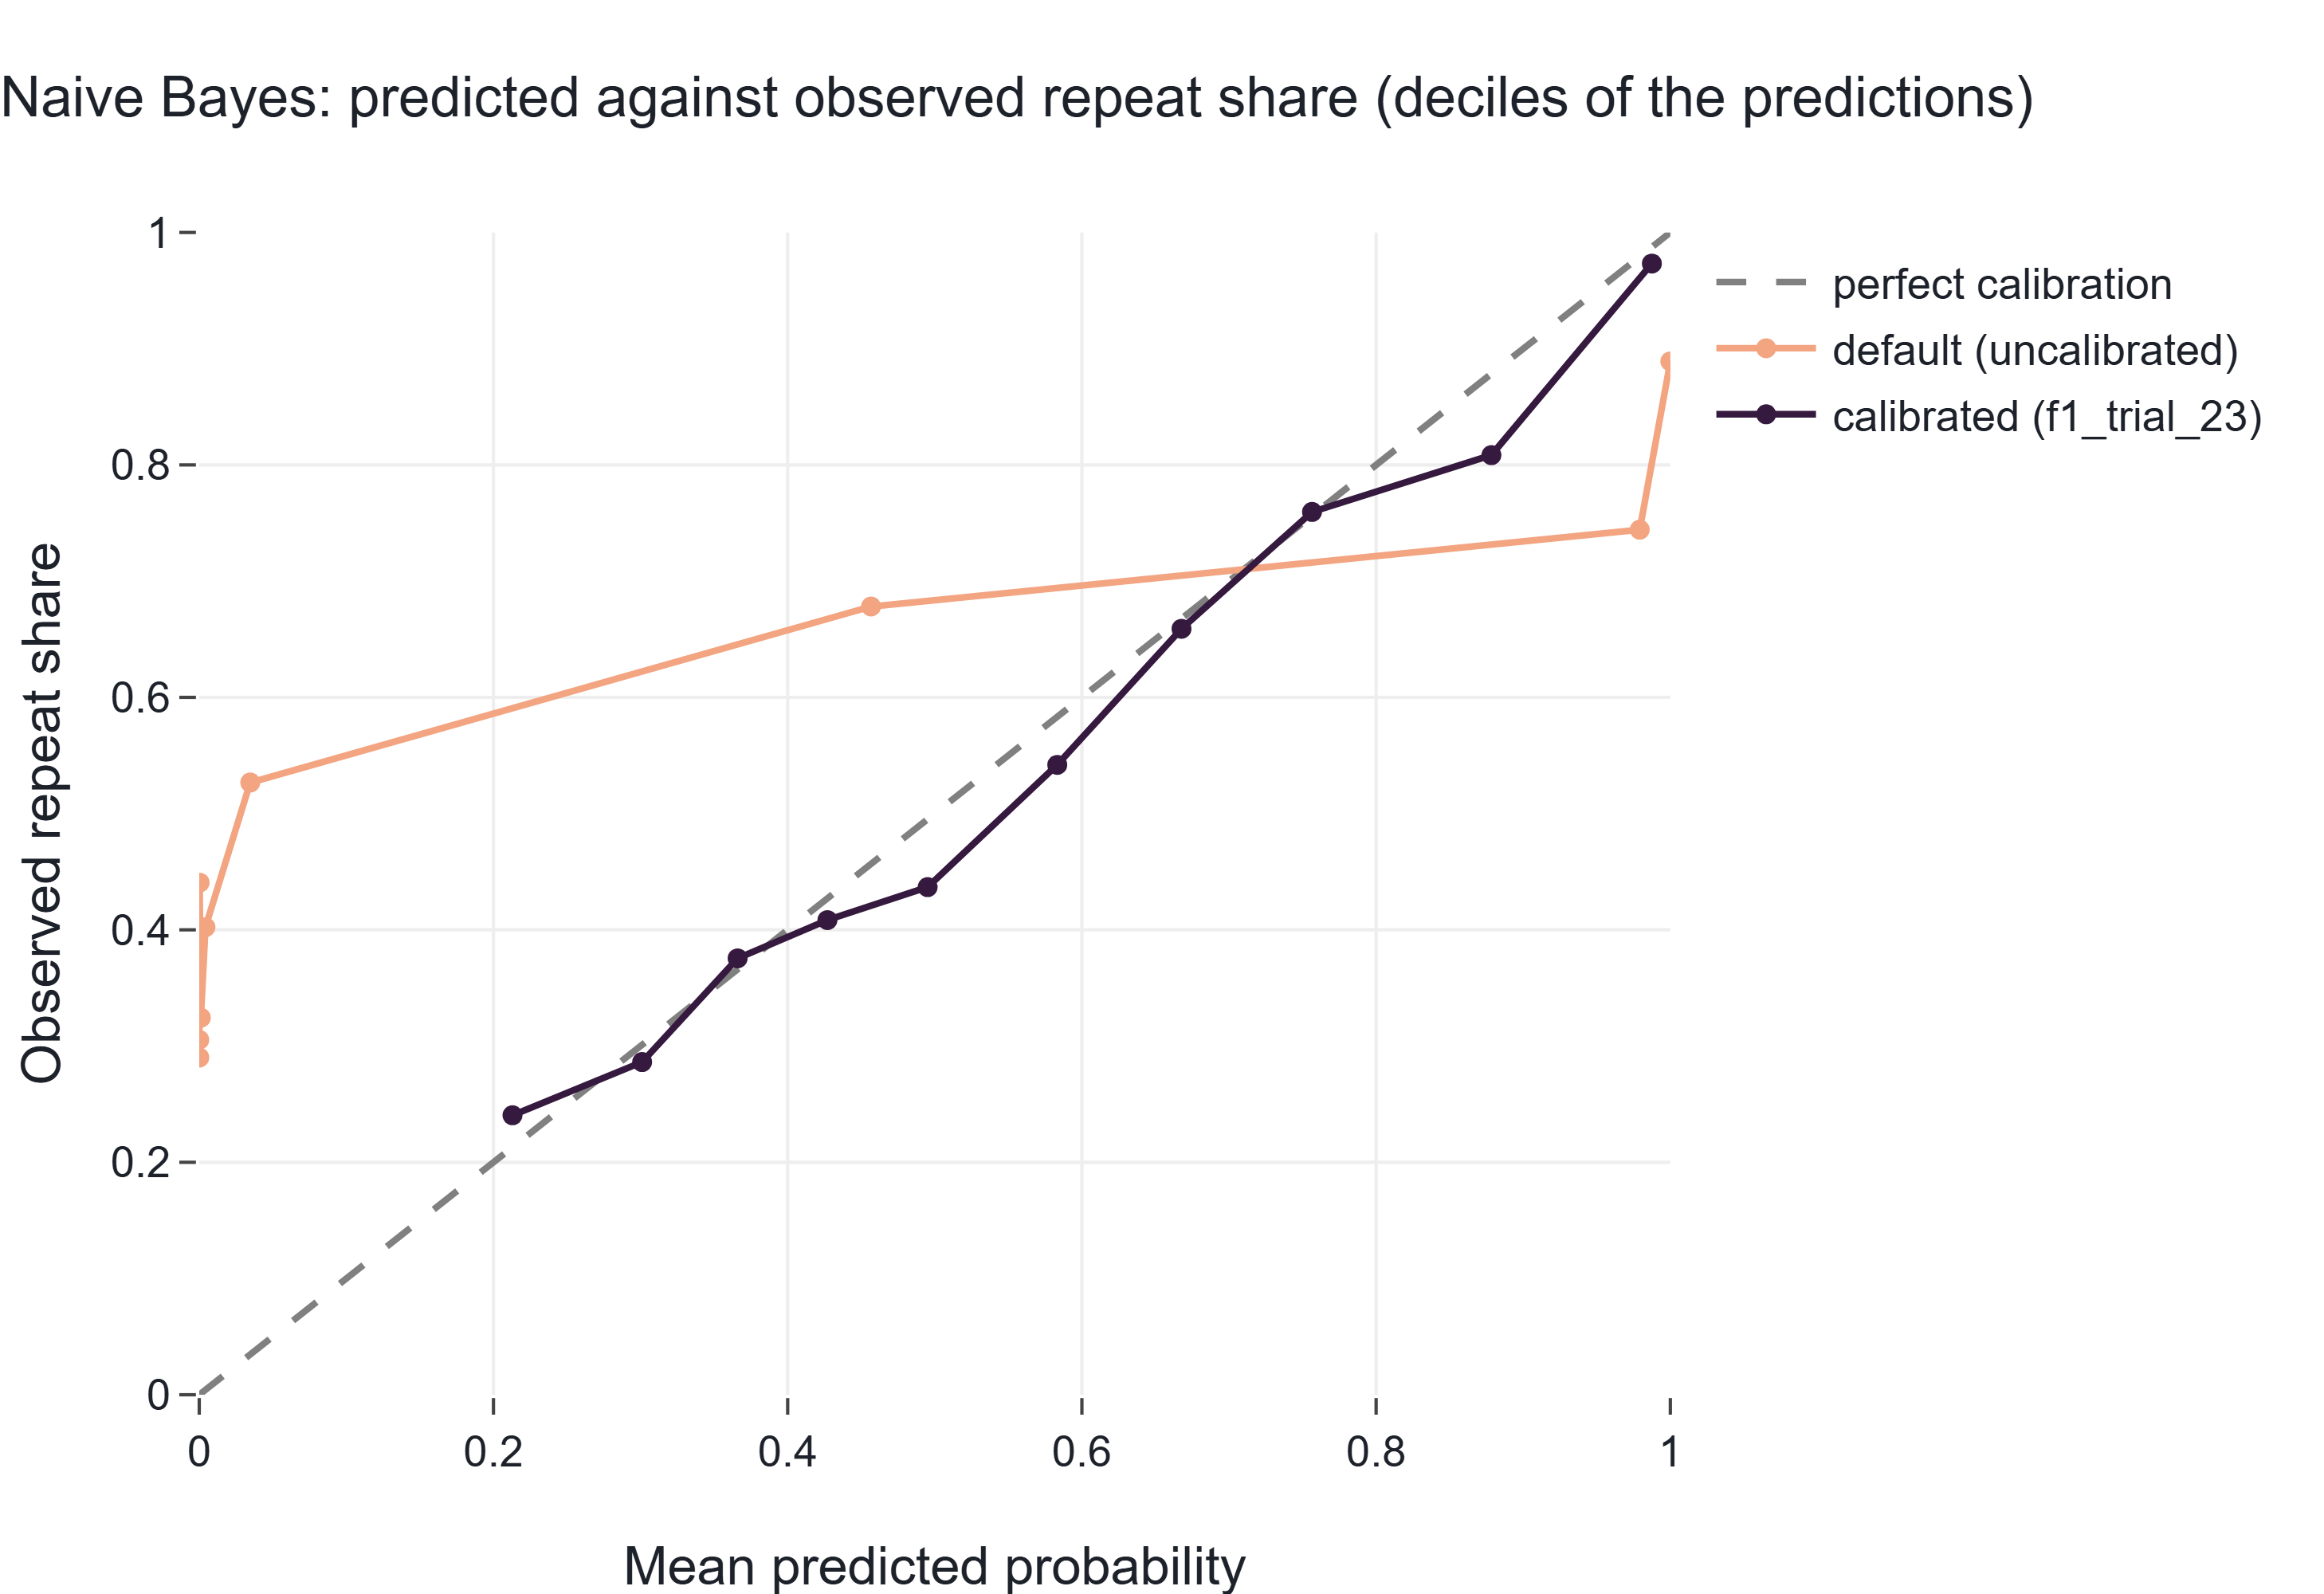 Naive Bayes: predicted against observed repeat share (deciles of the predictions)
1
0.8
0.6
0.4
0.2
0
Observed repeat share
0
0.2
0.4
0.6
0.8
1
Mean predicted probability
perfect calibration
default (uncalibrated)
calibrated (f1_trial_23)